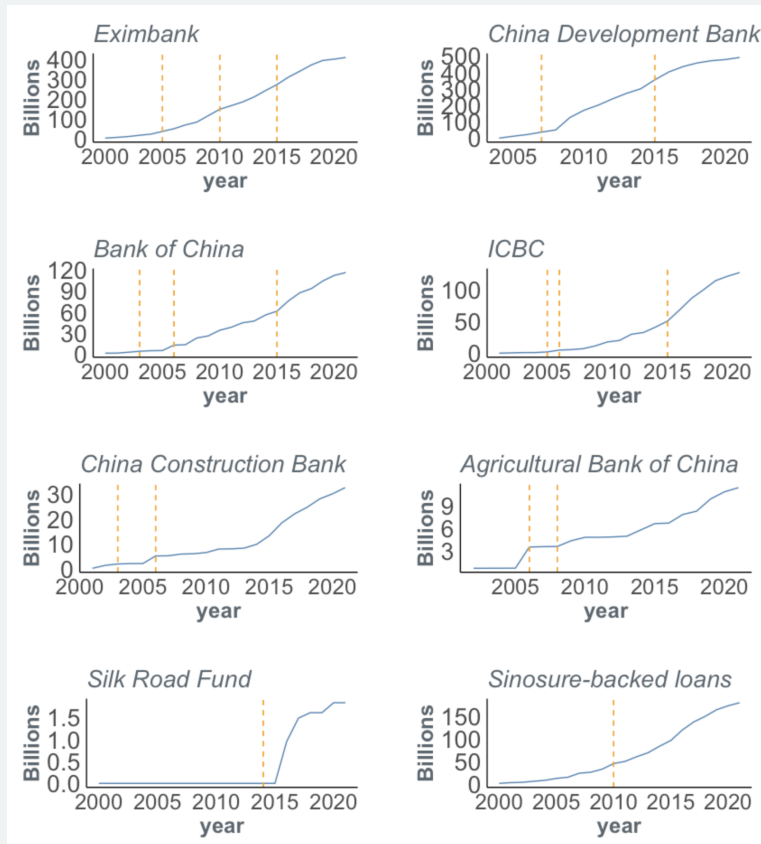 Eximbank
Billions
400
300
200
100
0
2000 2005 2010 2015 2020
year
China Development Bank
Billions
500
400
300
200
100
0
2005 2010 2015 2020
year
Bank of China
Billions
120
90
60
30
0
2000 2005 2010 2015 2020
year
ICBC
Billions
100
50
0
2000 2005 2010 2015 2020
year
China Construction Bank
Billions
30
20
10
0
2000 2005 2010 2015 2020
year
Agricultural Bank of China
Billions
9
6
3
2005 2010 2015 2020
year
Silk Road Fund
Billions
1.5
1.0
0.5
0.0
2000 2005 2010 2015 2020
year
Sinosure-backed loans
Billions
150
100
50
0
2000 2005 2010 2015 2020
year